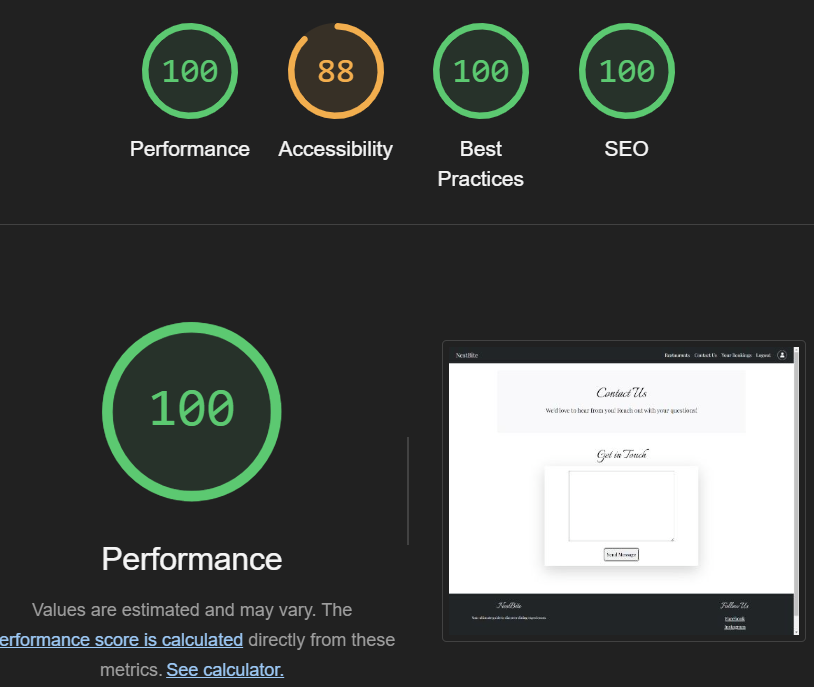 100 88 100 100
Performance Accessibility Best Practices SEO
100
Performance
Values are estimated and may vary. The
erformance score is calculated directly from these
metrics. See calculator.
NextBite Restaurants Contact Us Your Bookings Logout
Contact Us
We'd love to hear from you! Reach out with your questions!
Get in Touch
Send Message
NextBite Follow Us
Facebook
Instagram